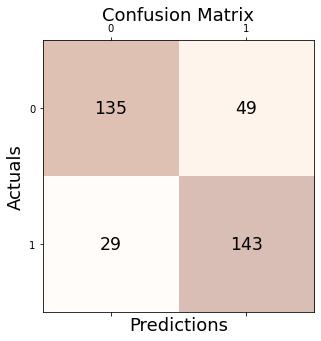 Confusion Matrix
0 1
0 135 49
Actuals
1 29 143
Predictions